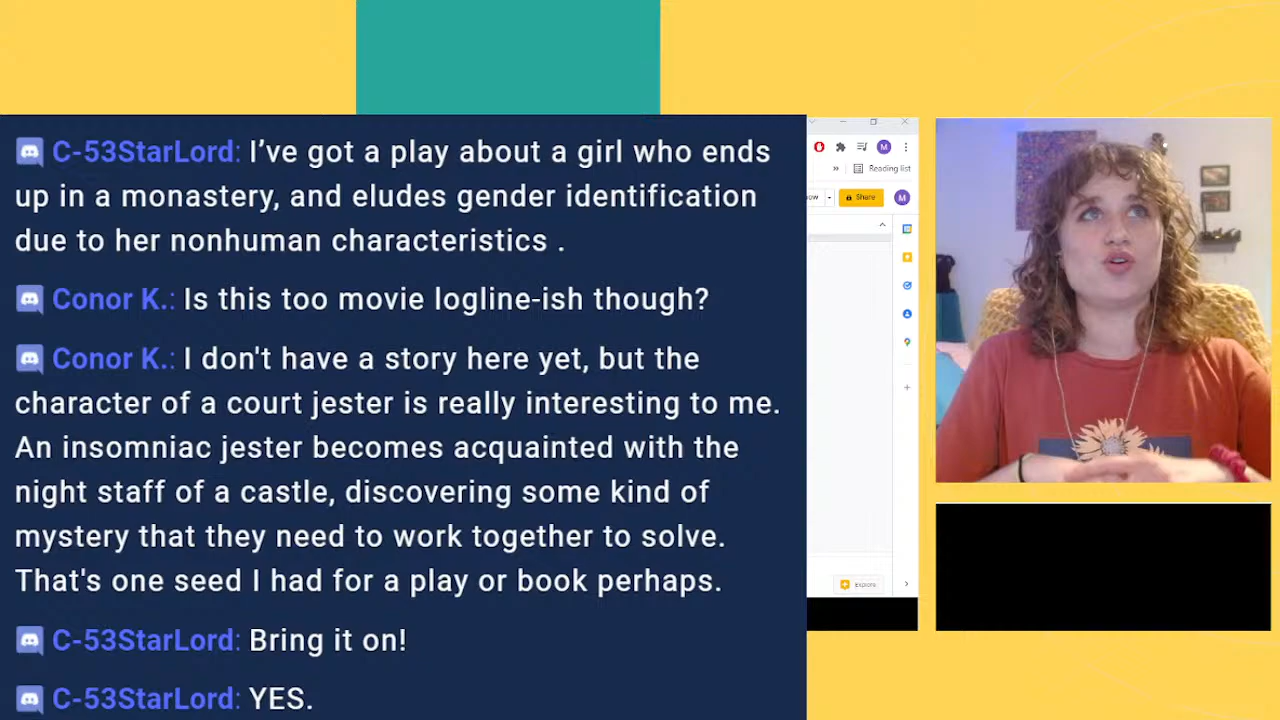 C-53StarLord: I’ve got a play about a girl who ends
up in a monastery, and eludes gender identification
due to her nonhuman characteristics .
Conor K.: Is this too movie logline-ish though?
Conor K.: I don't have a story here yet, but the
character of a court jester is really interesting to me.
An insomniac jester becomes acquainted with the
night staff of a castle, discovering some kind of
mystery that they need to work together to solve.
That's one seed I had for a play or book perhaps.
C-53StarLord: Bring it on!
C-53StarLord: YES.
M
Reading list
Share
M
Explore